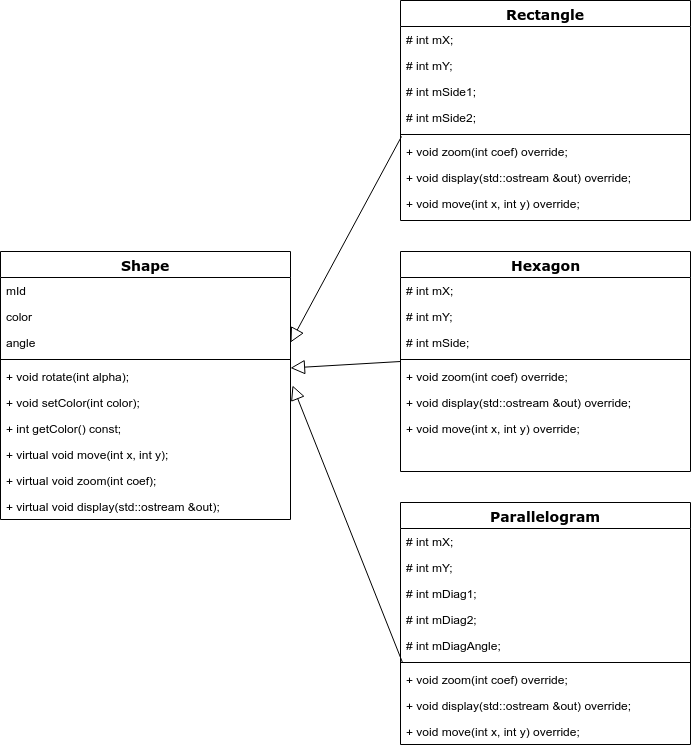 Rectangle
# int mX;
# int mY;
# int mSide1;
# int mSide2;
+ void zoom(int coef) override;
+ void display(std::ostream &out) override;
+ void move(int x, int y) override;
Shape
mId
color
angle
+ void rotate(int alpha);
+ void setColor(int color);
+ int getColor() const;
+ virtual void move(int x, int y);
+ virtual void zoom(int coef);
+ virtual void display(std::ostream &out);
Hexagon
# int mX;
# int mY;
# int mSide;
+ void zoom(int coef) override;
+ void display(std::ostream &out) override;
+ void move(int x, int y) override;
Parallelogram
# int mX;
# int mY;
# int mDiag1;
# int mDiag2;
# int mDiagAngle;
+ void zoom(int coef) override;
+ void display(std::ostream &out) override;
+ void move(int x, int y) override;